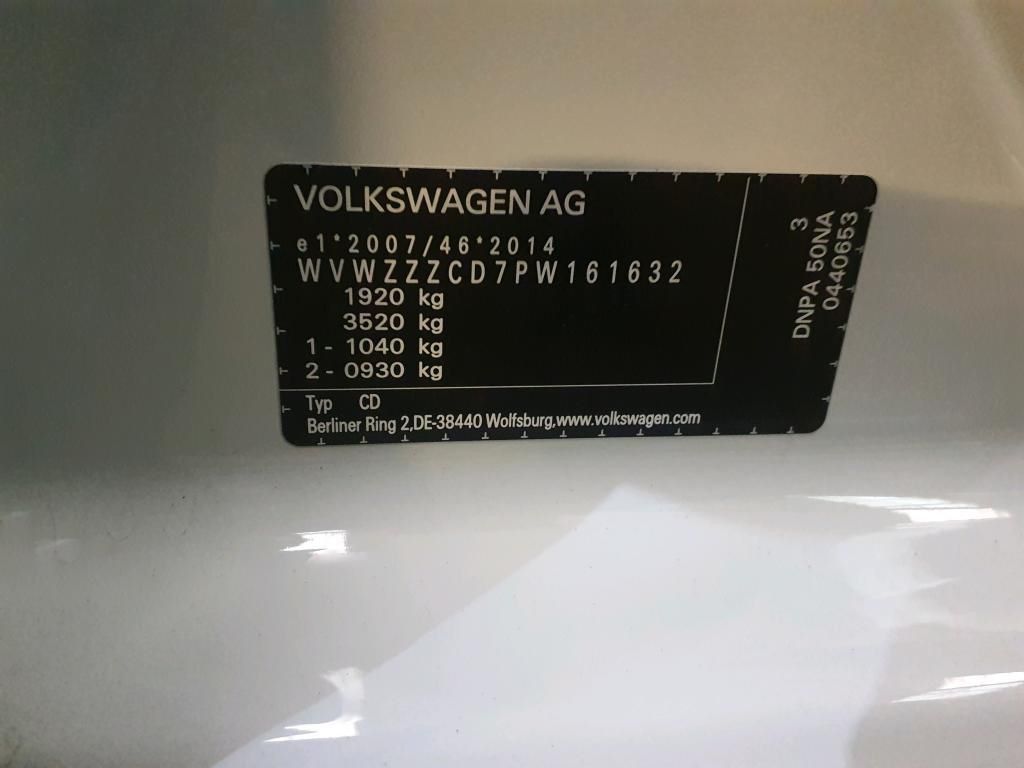 VOLKSWAGEN AG
e1*2007/46*2014
WVWZZZCD7PW161632
1920 kg
3520 kg
1- 1040 kg
2- 0930 kg
Typ CD
Berliner Ring 2,DE-38440 Wolfsburg,www.volkswagen.com
3
DNPA 50NA
0440653